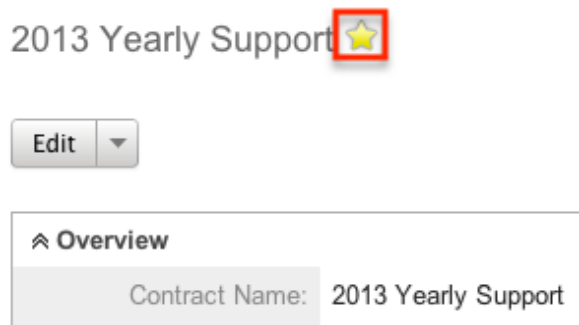 2013 Yearly Support
Edit
Overview
Contract Name: 2013 Yearly Support